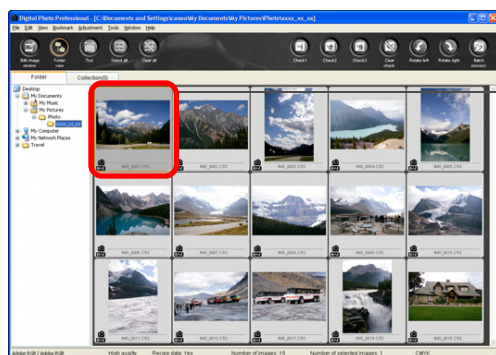 Digital Photo Professional - [C:\Documents and Settings\canon\My Documents\My Pictures\Photo\xxxx_xx_xx]
File Edit View Bookmark Adjustment Tools Window Help
Edit image window Folder view Tool Select all Clear all Check1 Check2 Check3 Clear check Rotate left Rotate right Batch process
Folder Collection(0)
Desktop
My Documents
My Music
My Pictures
Photo
xxxx_xx_xx
My Computer
My Network Places
Travel
IMG_0001.CR2 IMG_0002.CR2 IMG_0003.CR2 IMG_0004.CR2 IMG_0005.CR2
IMG_0006.CR2 IMG_0007.CR2 IMG_0008.CR2 IMG_0009.CR2 IMG_0010.CR2
IMG_0011.CR2 IMG_0012.CR2 IMG_0013.CR2 IMG_0014.CR2 IMG_0015.CR2
Adobe RGB / Adobe RGB High quality Recipe data: Yes Number of images: 15 Number of selected images: 1 CMYK